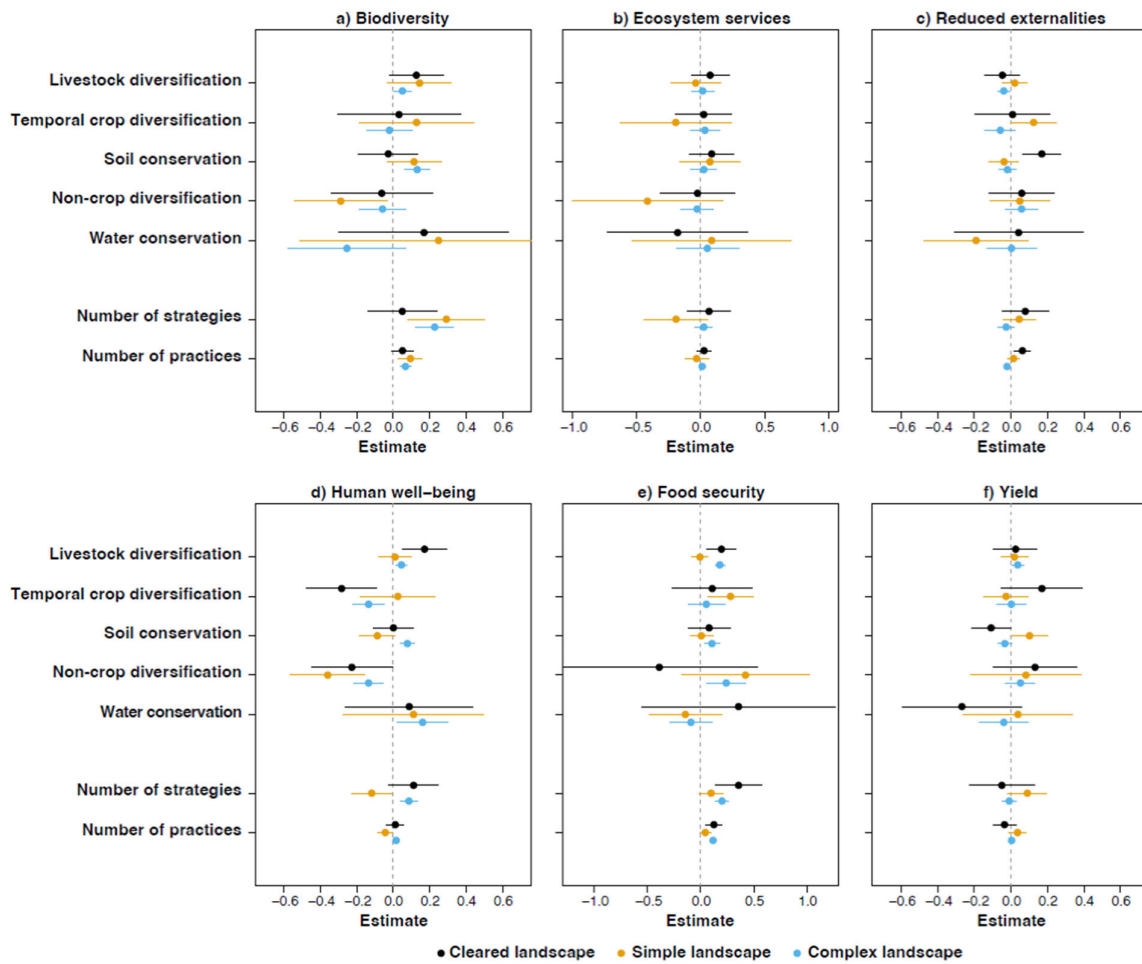 a) Biodiversity
b) Ecosystem services
c) Reduced externalities
Livestock diversification
Temporal crop diversification
Soil conservation
Non-crop diversification
Water conservation
Number of strategies
Number of practices
−0.6 −0.4 −0.2 0.0 0.2 0.4 0.6
−1.0 −0.5 0.0 0.5 1.0
−0.6 −0.4 −0.2 0.0 0.2 0.4 0.6
Estimate
Estimate
Estimate
d) Human well−being
e) Food security
f) Yield
Livestock diversification
Temporal crop diversification
Soil conservation
Non-crop diversification
Water conservation
Number of strategies
Number of practices
−0.6 −0.4 −0.2 0.0 0.2 0.4 0.6
−1.0 −0.5 0.0 0.5 1.0
−0.6 −0.4 −0.2 0.0 0.2 0.4 0.6
Estimate
Estimate
Estimate
Cleared landscape
Simple landscape
Complex landscape